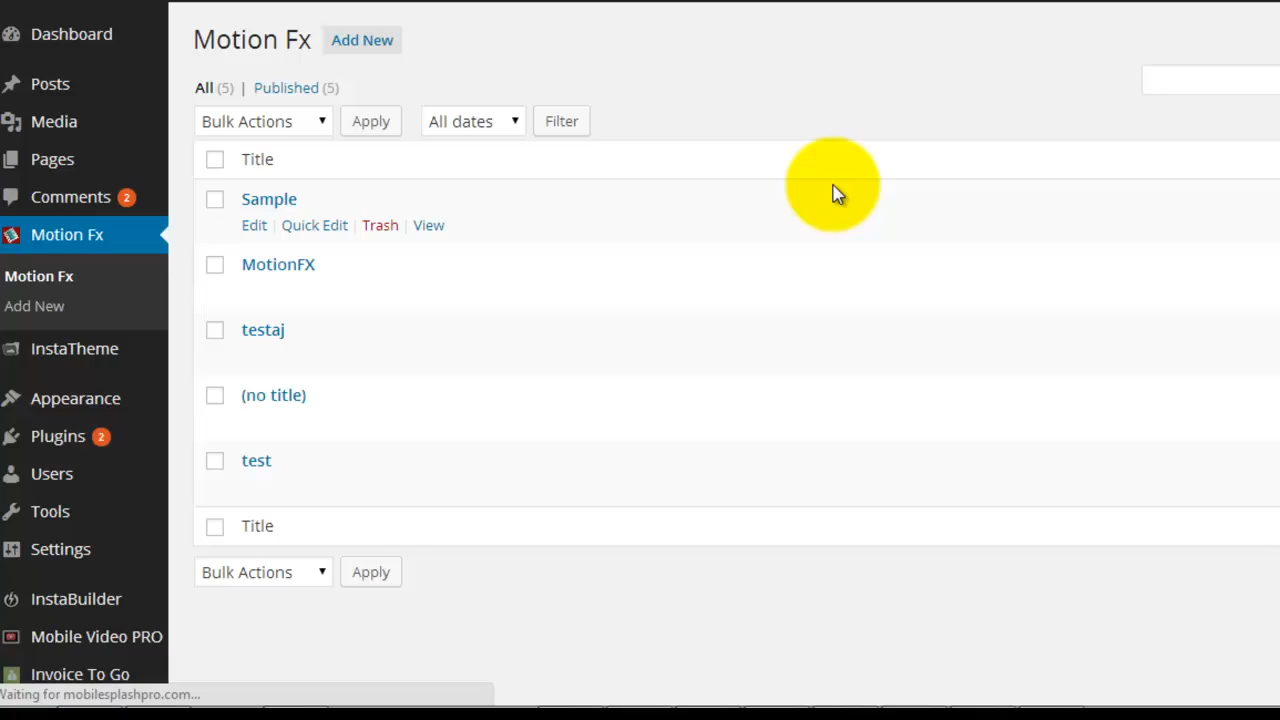 Dashboard
Posts
Media
Pages
Comments 2
Motion Fx
Motion Fx
Add New
InstaTheme
Appearance
Plugins 2
Users
Tools
Settings
InstaBuilder
Mobile Video PRO
Invoice To Go
Motion Fx Add New
All (5) | Published (5)
Bulk Actions Apply All dates Filter
Title
Sample
Edit | Quick Edit | Trash | View
MotionFX
testaj
(no title)
test
Title
Bulk Actions Apply
Waiting for mobilesplashpro.com...